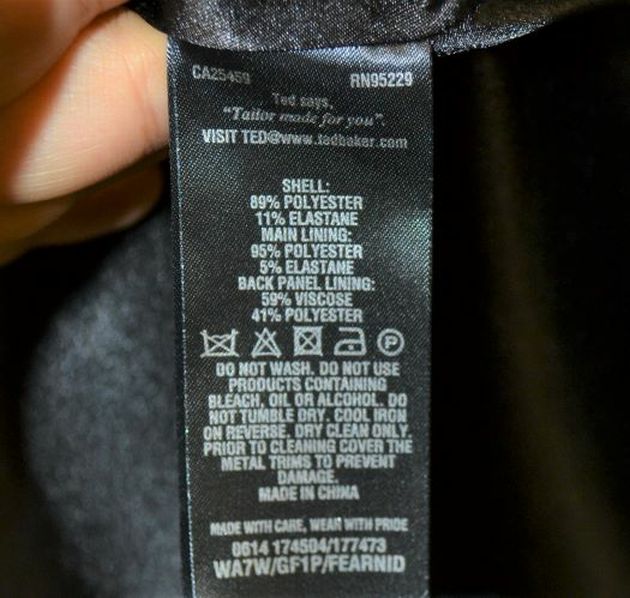 CA25459 RN95229
Ted says,
"Tailor made for you".
VISIT TED@www.tedbaker.com
SHELL:
89% POLYESTER
11% ELASTANE
MAIN LINING:
95% POLYESTER
5% ELASTANE
BACK PANEL LINING:
59% VISCOSE
41% POLYESTER
P
DO NOT WASH. DO NOT USE
PRODUCTS CONTAINING
BLEACH, OIL OR ALCOHOL. DO
NOT TUMBLE DRY. COOL IRON
ON REVERSE. DRY CLEAN ONLY.
PRIOR TO CLEANING COVER THE
METAL TRIMS TO PREVENT
DAMAGE.
MADE IN CHINA
MADE WITH CARE, WEAR WITH PRIDE
0614 174504/177473
WA7W/GF1P/FEARNID